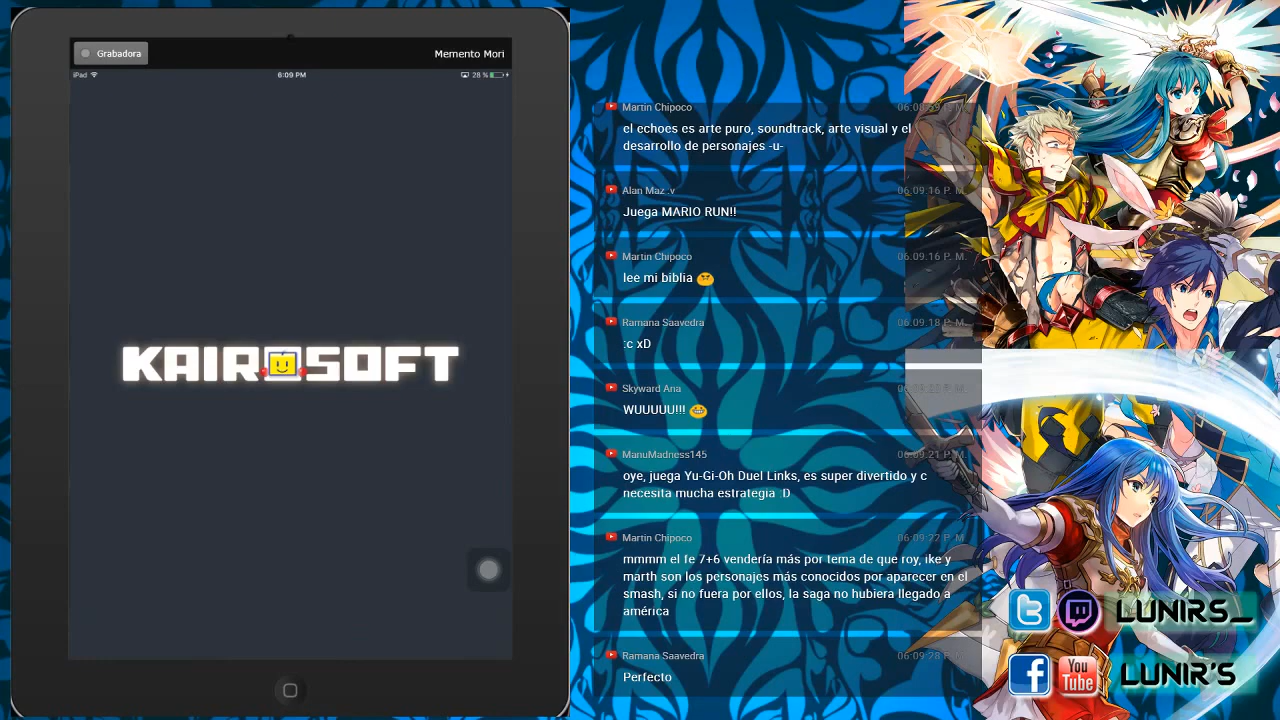 Grabadora
Memento Mori
iPad
6:09 PM
28 %
KAIROSOFT
Martin Chipoco
el echoes es arte puro, soundtrack, arte visual y el
desarrollo de personajes -u-
Alan Maz :v
06:09.16 P. M.
Juega MARIO RUN!!
Martin Chipoco
06:09.16 P. M.
lee mi biblia
Ramana Saavedra
06:09.18 P. M.
:c xD
Skyward Ana
WUUUUU!!!
ManuMadness145
06:09.21 P. M.
oye, juega Yu-Gi-Oh Duel Links, es super divertido y c
necesita mucha estrategia :D
Martin Chipoco
06:09.22 P. M.
mmmm el fe 7+6 vendería más por tema de que roy, ike y
marth son los personajes más conocidos por aparecer en el
smash, si no fuera por ellos, la saga no hubiera llegado a
américa
Ramana Saavedra
06:09:28 P. M.
Perfecto
LUNIRS_
You
Tube
LUNIR'S